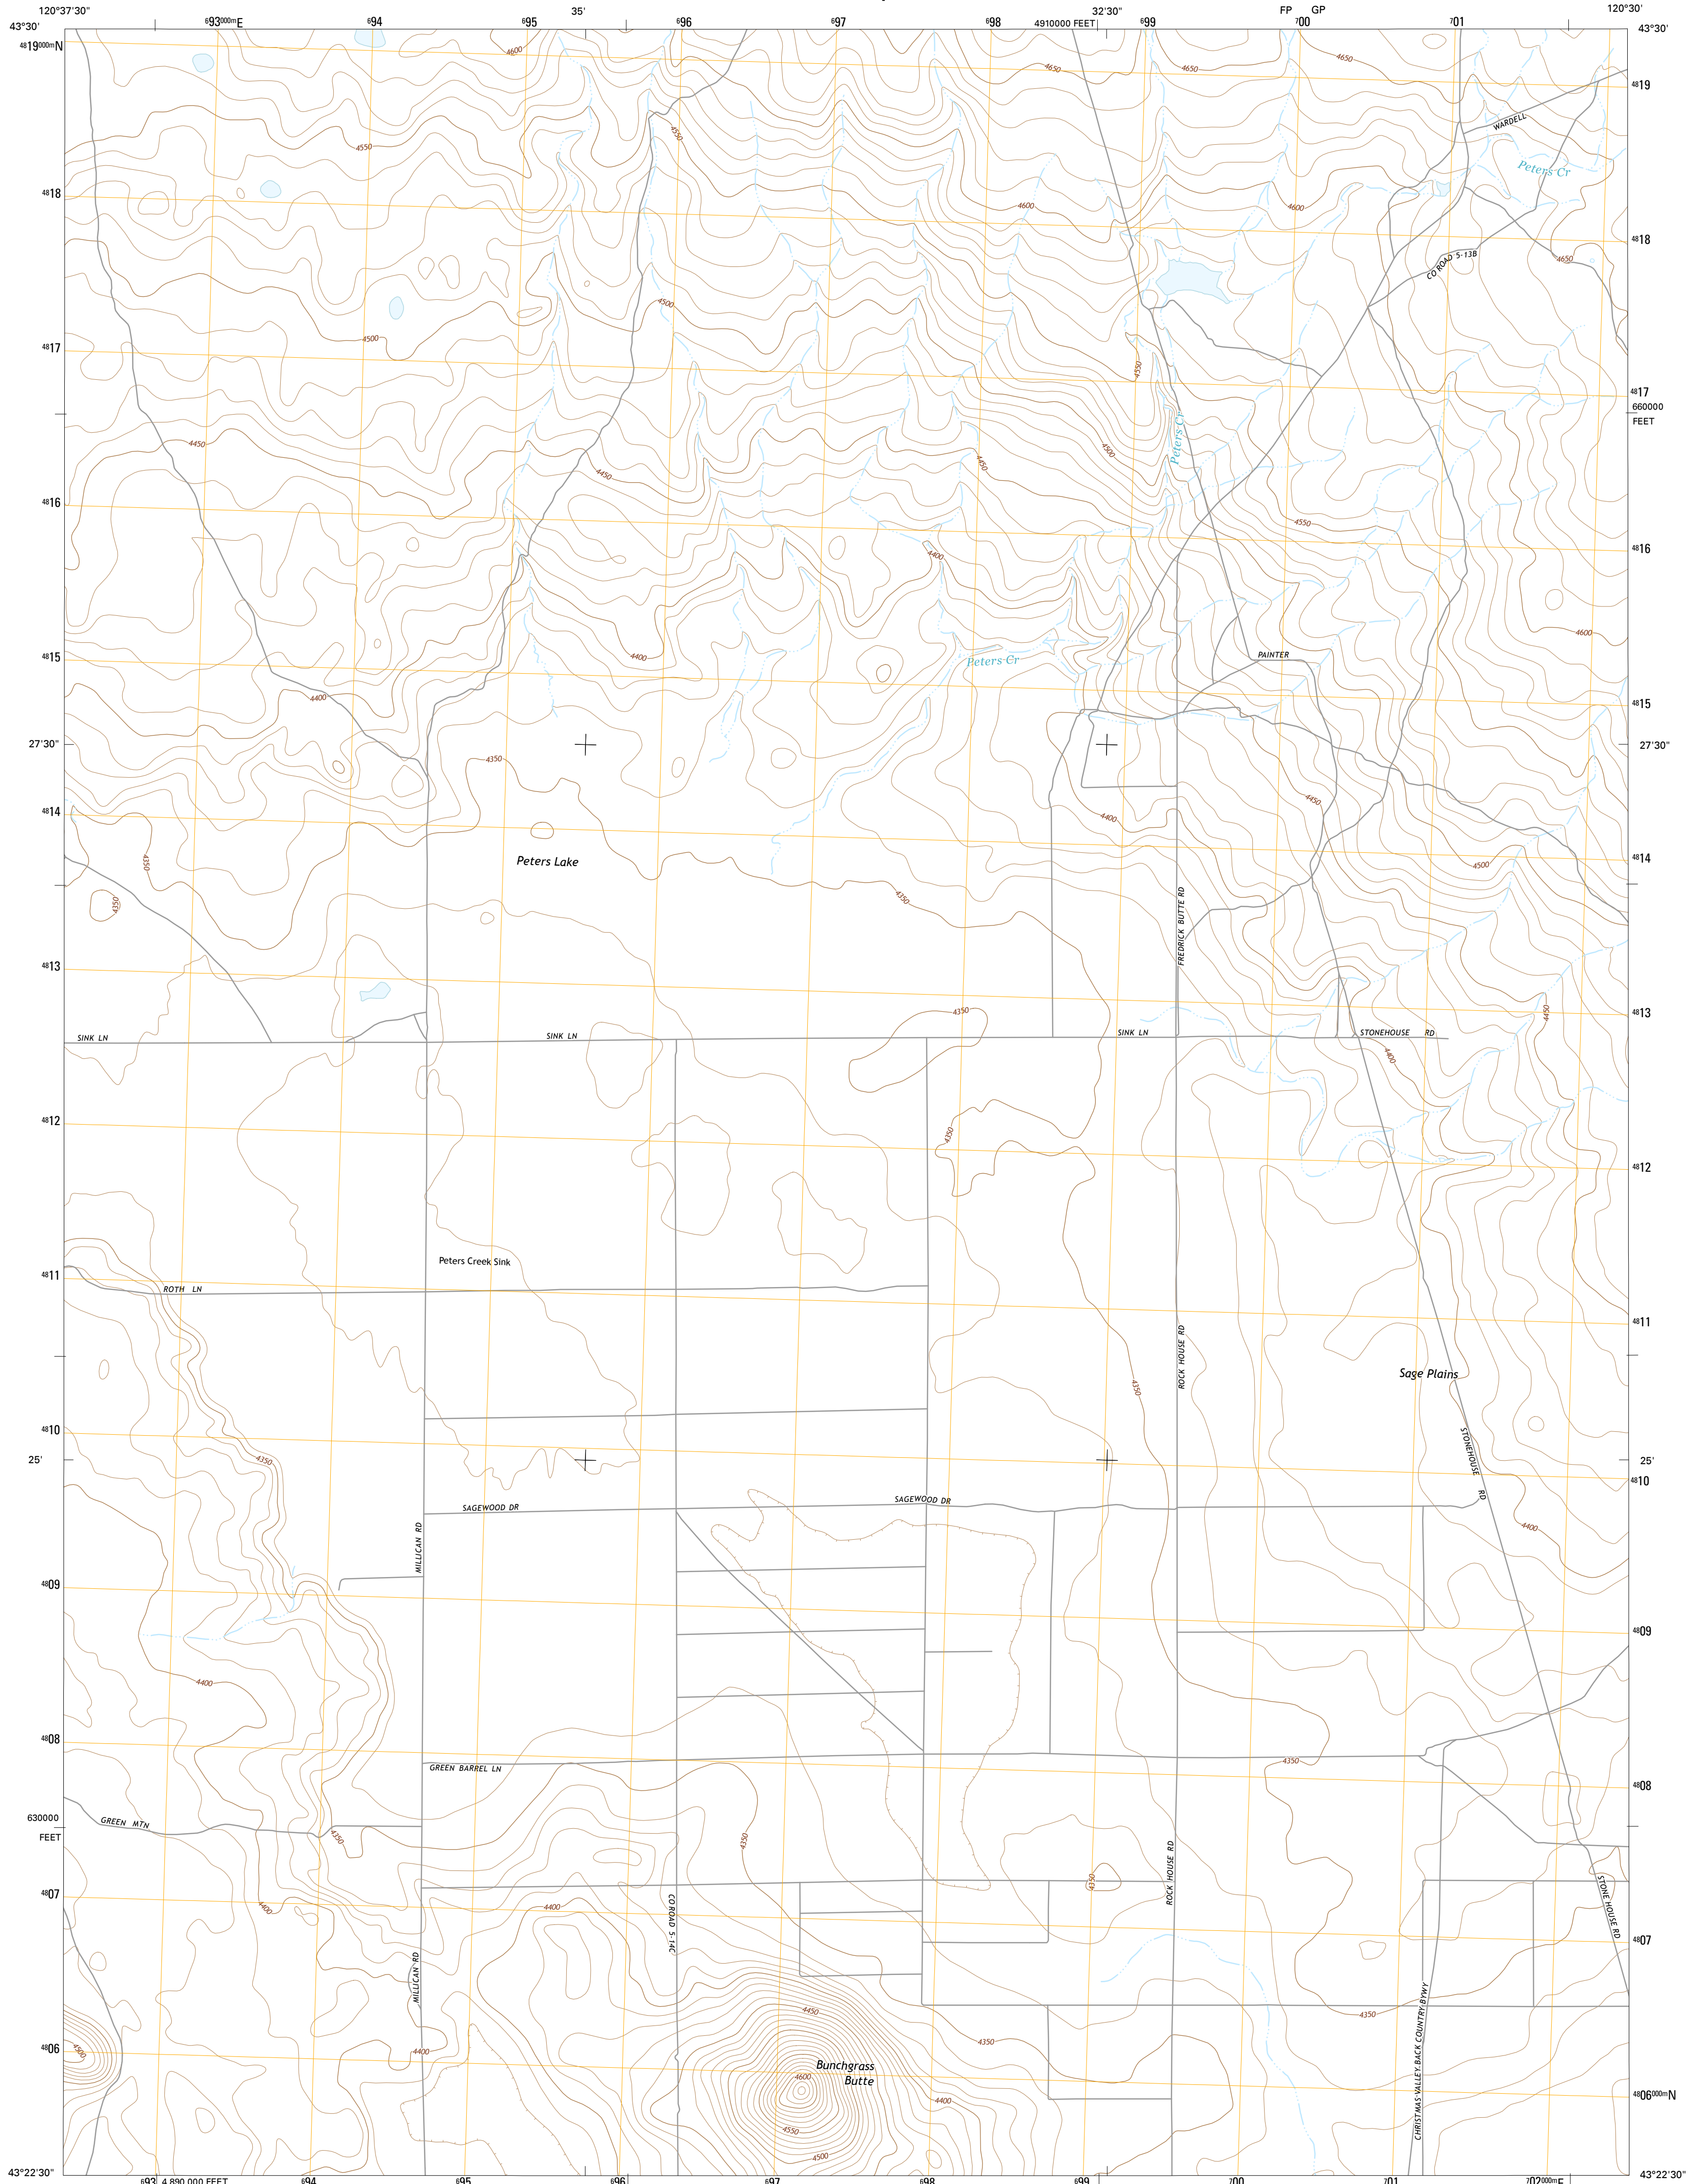 120°37'30"
693000mE
694
35'
695
696
697
698
4910000 FEET
32'30"
699
FP
GP
700
701
120°30'
43°30'
43°30'
4819000mN
4600
4650
4650
4650
4819
WARDELL
4550
4550
Peters Cr
4818
4600
4600
4818
CO ROAD 5-13B
4650
4500
4500
4817
4550
4817
660000
FEET
Peters Cr
4450
4500
4450
4450
4816
4550
4400
4816
4600
4815
4400
Peters Cr
PAINTER
4400
4815
27'30"
27'30"
4350
4450
4814
4400
4350
Peters Lake
4814
4500
4350
4350
FREDRICK BUTTE RD
4813
4350
4450
4813
SINK LN
SINK LN
SINK LN
STONEHOUSE RD
4400
4812
4350
4812
Peters Creek Sink
4811
ROTH LN
4811
ROCK HOUSE RD
Sage Plains
4350
4810
STONEHOUSE RD
4350
25'
25'
4810
SAGEWOOD DR
SAGEWOOD DR
4400
MILLICAN RD
4809
4809
4400
4808
4350
GREEN BARREL LN
4808
630000
FEET
GREEN MTN
4350
4350
ROCK HOUSE RD
4350
4807
STONEHOUSE RD
4400
4400
CO ROAD 5-14C
4807
MILLICAN RD
4450
4350
4350
CHRISTMAS VALLEY BACK COUNTRY BYWY
4806
4500
4400
Bunchgrass
Butte
4600
4806000mN
4400
4550
4500
43°22'30"
693
4 890 000 FEET
694
695
696
697
698
699
700
701
702000mE
43°22'30"